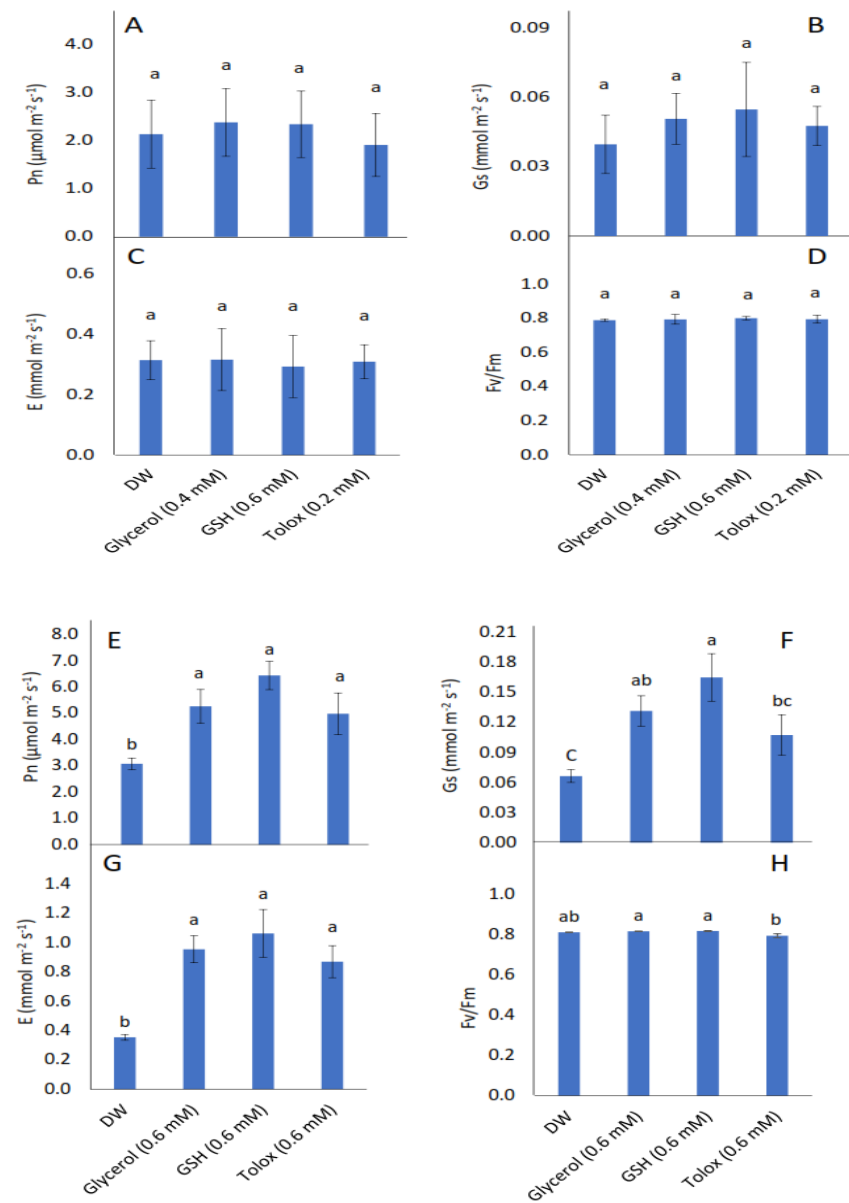 A
4.0
3.0
2.0
1.0
0.0
Pn (µmol m⁻² s⁻¹)
a a a a
B
0.09
0.06
0.03
0.00
Gs (mmol m⁻² s⁻¹)
a a a a
C
0.6
0.4
0.2
0.0
E (mmol m⁻² s⁻¹)
a a a a
DW
Glycerol (0.4 mM)
GSH (0.6 mM)
Tolox (0.2 mM)
D
1.0
0.8
0.6
0.4
0.2
0.0
Fv/Fm
a a a a
DW
Glycerol (0.4 mM)
GSH (0.6 mM)
Tolox (0.2 mM)
E
8.0
7.0
6.0
5.0
4.0
3.0
2.0
1.0
0.0
Pn (µmol m⁻² s⁻¹)
b a a a
F
0.21
0.18
0.15
0.12
0.09
0.06
0.03
0.00
Gs (mmol m⁻² s⁻¹)
C ab a bc
G
1.4
1.2
1.0
0.8
0.6
0.4
0.2
0.0
E (mmol m⁻² s⁻¹)
b a a a
DW
Glycerol (0.6 mM)
GSH (0.6 mM)
Tolox (0.6 mM)
H
1.0
0.8
0.6
0.4
0.2
0.0
Fv/Fm
ab a a b
DW
Glycerol (0.6 mM)
GSH (0.6 mM)
Tolox (0.6 mM)